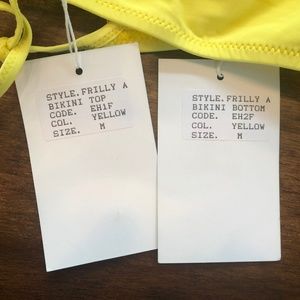 STYLE.FRILLY A
BIKINI TOP
CODE. EH1F
COL. YELLOW
SIZE. M
STYLE.FRILLY A
BIKINI BOTTOM
CODE. EH2F
COL. YELLOW
SIZE. M